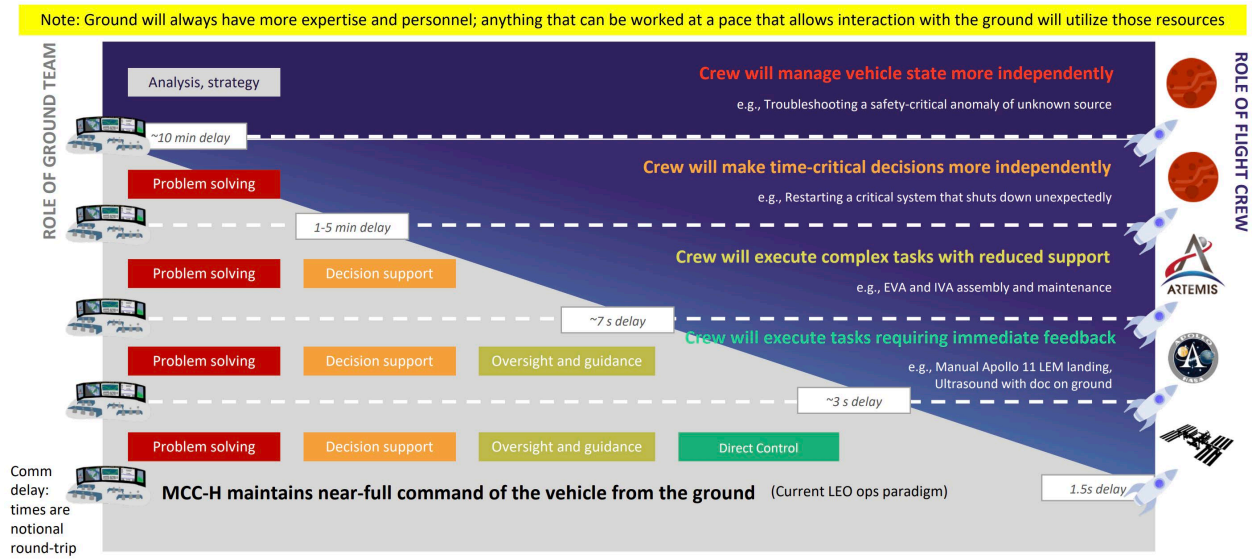 Note: Ground will always have more expertise and personnel; anything that can be worked at a pace that allows interaction with the ground will utilize those resources
ROLE OF GROUND TEAM
ROLE OF FLIGHT CREW
Analysis, strategy
Crew will manage vehicle state more independently
e.g., Troubleshooting a safety-critical anomaly of unknown source
~10 min delay
Crew will make time-critical decisions more independently
Problem solving
e.g., Restarting a critical system that shuts down unexpectedly
1-5 min delay
Crew will execute complex tasks with reduced support
Problem solving
Decision support
e.g., EVA and IVA assembly and maintenance
ARTEMIS
~7 s delay
Crew will execute tasks requiring immediate feedback
Problem solving
Decision support
Oversight and guidance
e.g., Manual Apollo 11 LEM landing,
Ultrasound with doc on ground
APOLLO
NASA
~3 s delay
Problem solving
Decision support
Oversight and guidance
Direct Control
Comm
delay:
times are
notional
round-trip
MCC-H maintains near-full command of the vehicle from the ground (Current LEO ops paradigm)
1.5s delay